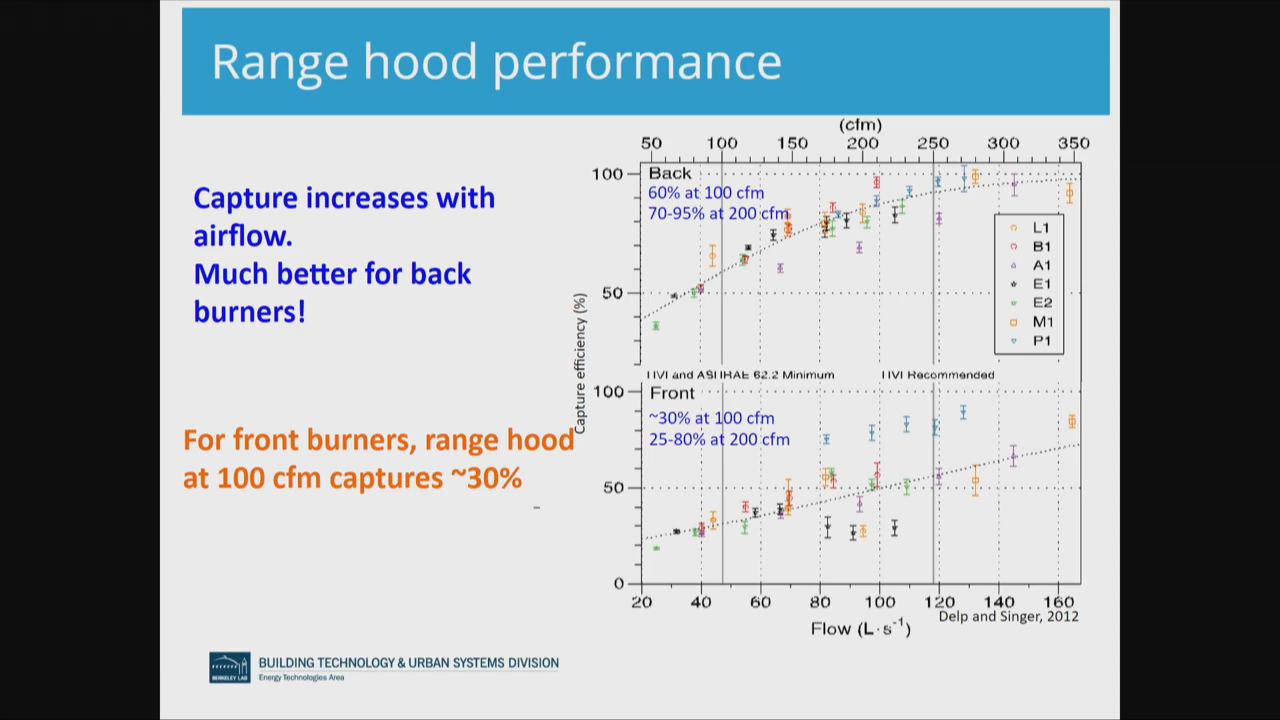 Range hood performance
Capture increases with
airflow.
Much better for back
burners!
For front burners, range hood
at 100 cfm captures ~30%
(cfm)
50 100 150 200 250 300 350
Back
60% at 100 cfm
70-95% at 200 cfm
100
50
L1
B1
A1
E1
E2
M1
P1
Capture efficiency (%)
HVI and ASHRAE 62.2 Minimum
HVI Recommended
Front
~30% at 100 cfm
25-80% at 200 cfm
100
50
0
20 40 60 80 100 120 140 160
Flow (L·s⁻¹)
Delp and Singer, 2012
BERKELEY LAB
BUILDING TECHNOLOGY & URBAN SYSTEMS DIVISION
Energy Technologies Area